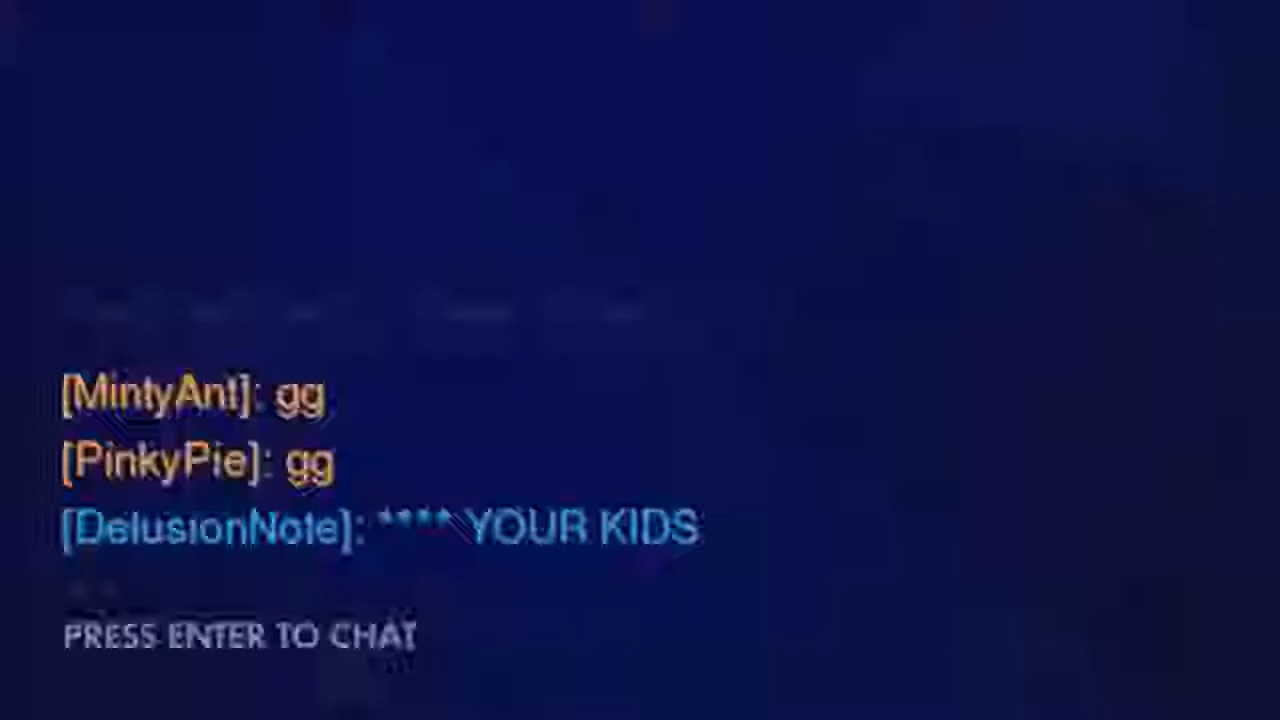 [MintyAnt]: gg
[PinkyPie]: gg
[DelusionNote]: **** YOUR KIDS
PRESS ENTER TO CHAT